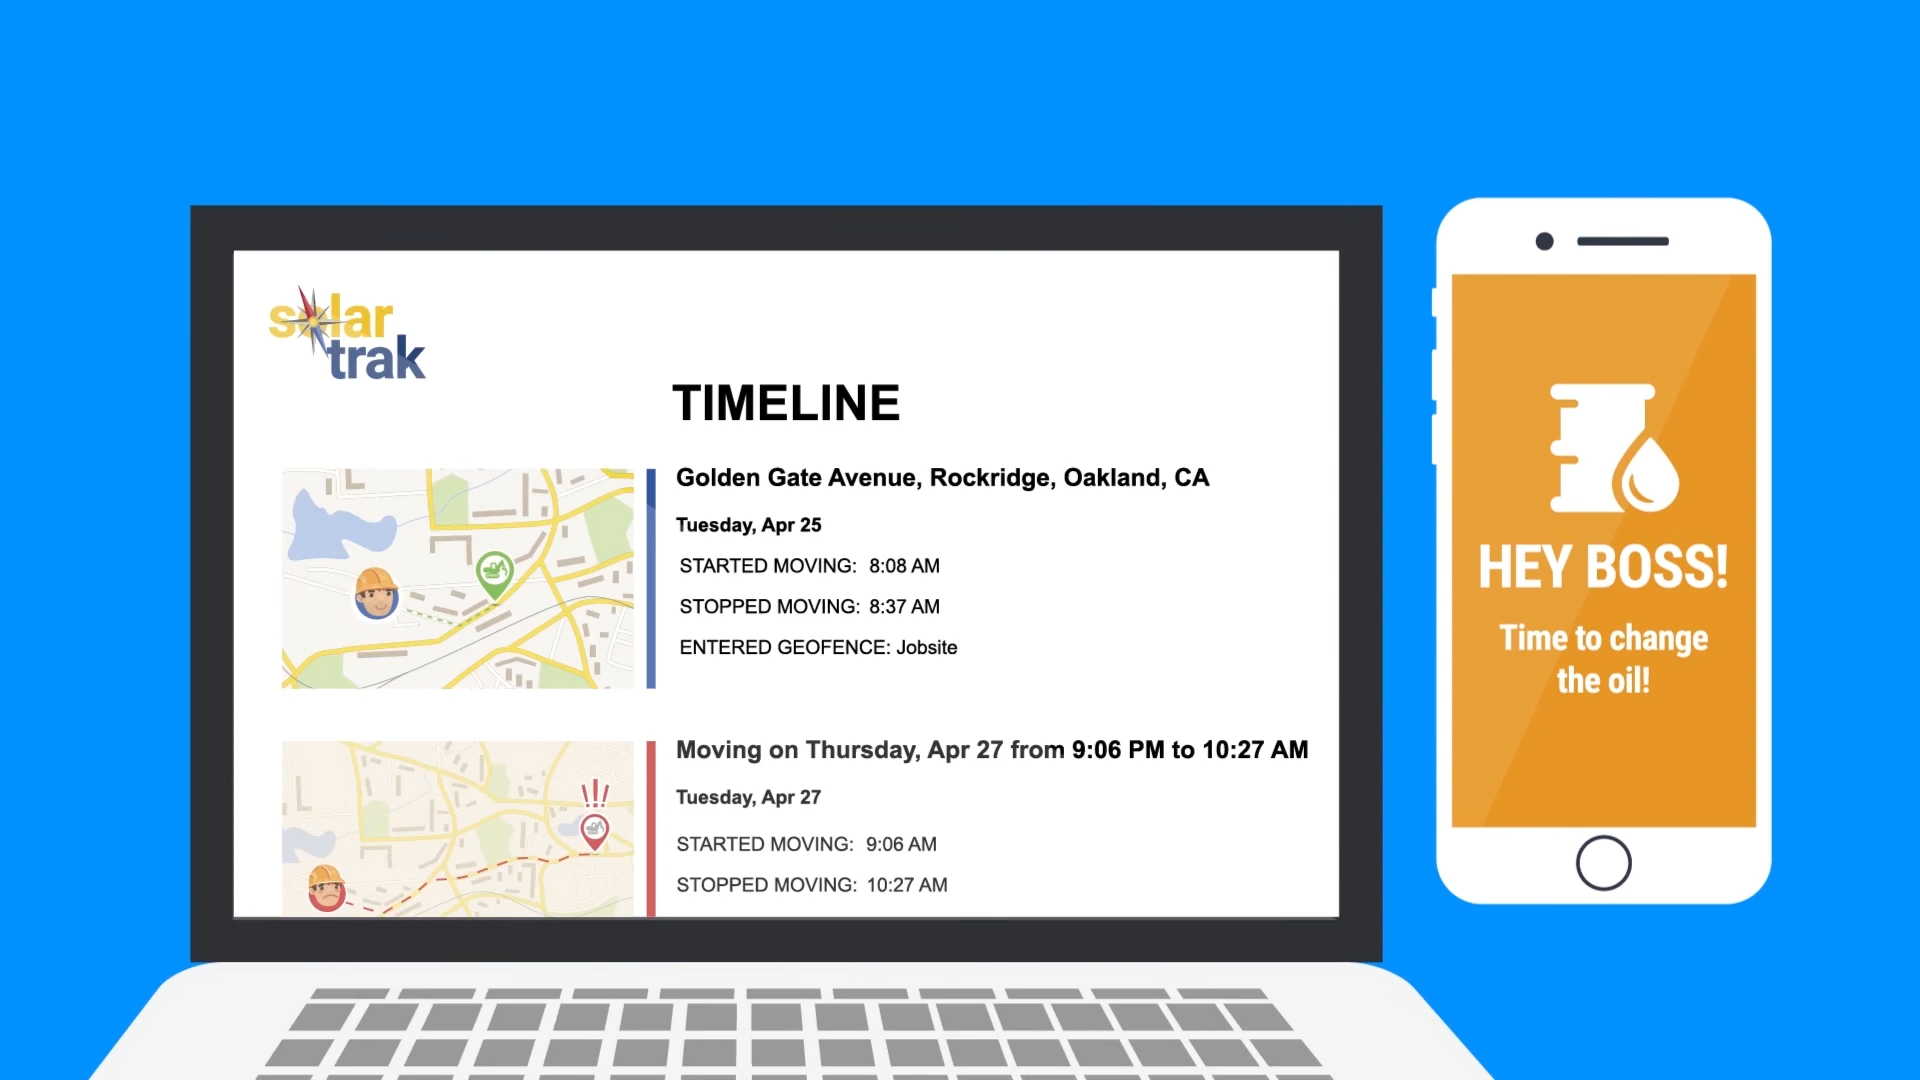 solar
trak
TIMELINE
Golden Gate Avenue, Rockridge, Oakland, CA
Tuesday, Apr 25
STARTED MOVING: 8:08 AM
STOPPED MOVING: 8:37 AM
ENTERED GEOFENCE: Jobsite
!!!
Moving on Thursday, Apr 27 from 9:06 PM to 10:27 AM
Tuesday, Apr 27
STARTED MOVING: 9:06 AM
STOPPED MOVING: 10:27 AM
HEY BOSS!
Time to change
the oil!